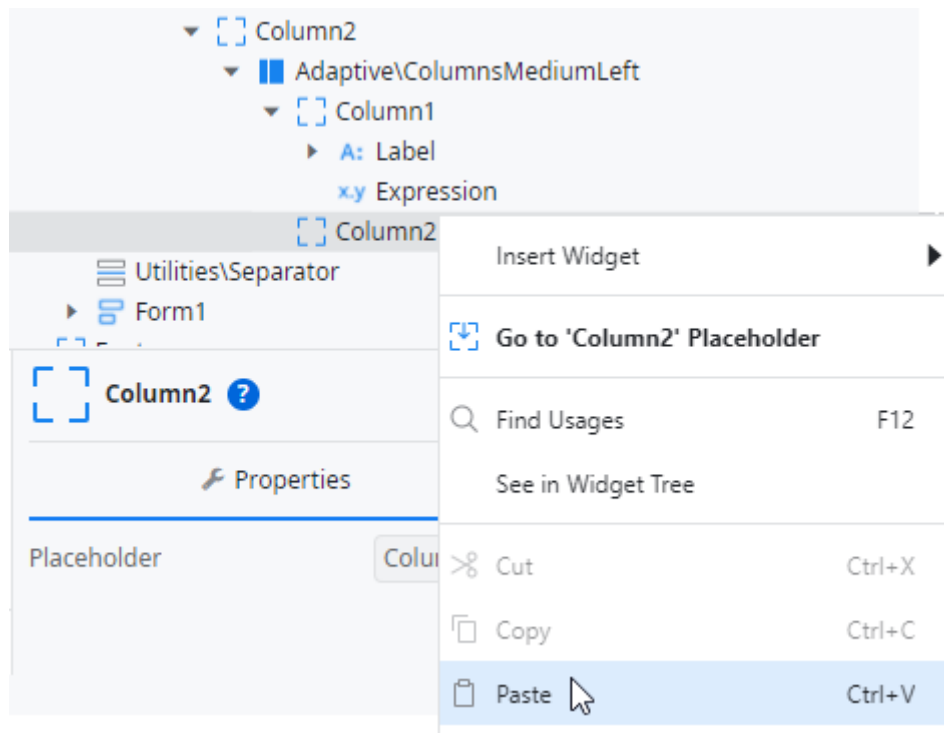 Column2
Adaptive\ColumnsMediumLeft
Column1
A: Label
x.y Expression
Column2
Utilities\Separator
Form1
Column2 ?
Properties
Placeholder
Insert Widget
Go to 'Column2' Placeholder
Find Usages F12
See in Widget Tree
Cut Ctrl+X
Copy Ctrl+C
Paste Ctrl+V